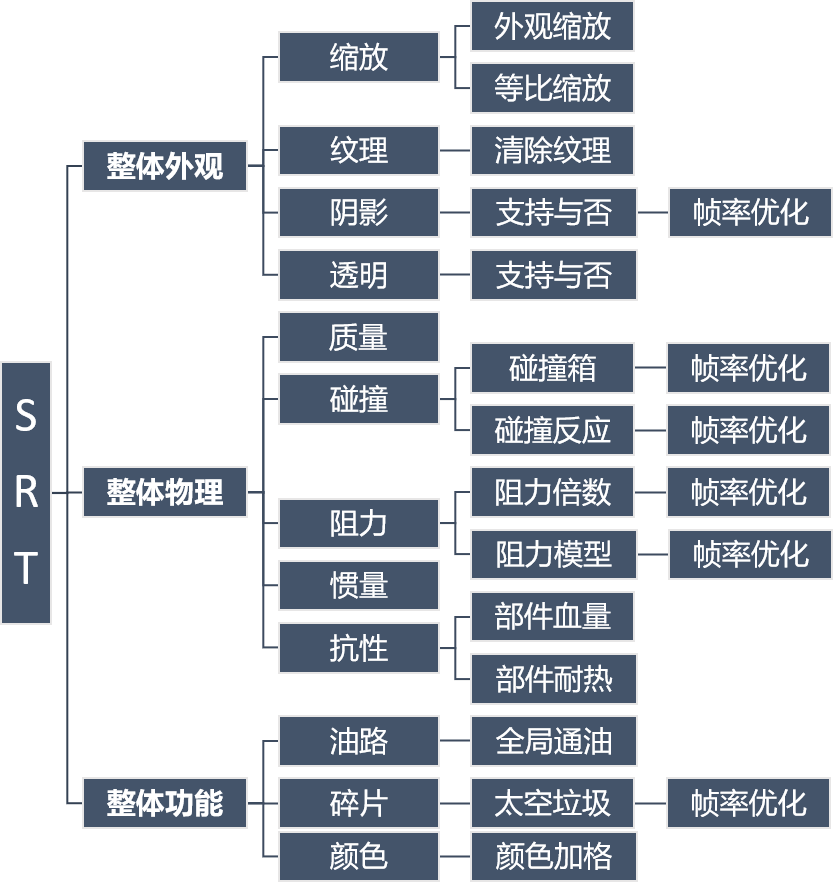 SRT
整体外观
缩放
外观缩放
等比缩放
纹理
清除纹理
阴影
支持与否
帧率优化
透明
支持与否
整体物理
质量
碰撞
碰撞箱
帧率优化
碰撞反应
帧率优化
阻力
阻力倍数
帧率优化
阻力模型
帧率优化
惯量
抗性
部件血量
部件耐热
整体功能
油路
全局通油
碎片
太空垃圾
帧率优化
颜色
颜色加格